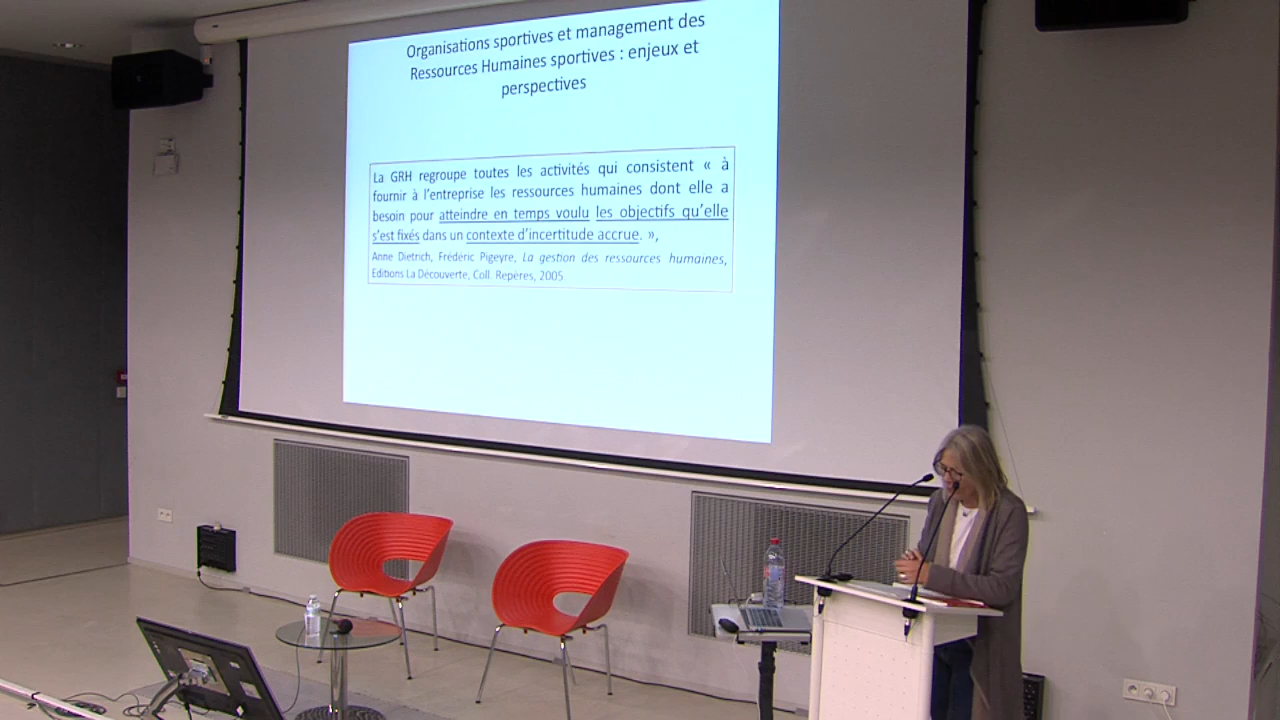 Organisations sportives et management des
Ressources Humaines sportives : enjeux et
perspectives
La GRH regroupe toutes les activités qui consistent « à
fournir à l'entreprise les ressources humaines dont elle a
besoin pour atteindre en temps voulu les objectifs qu'elle
s'est fixés dans un contexte d'incertitude accrue. »,
Anne Dietrich, Frédéric Pigeyre, La gestion des ressources humaines,
Editions La Découverte, Coll. Repères, 2005.